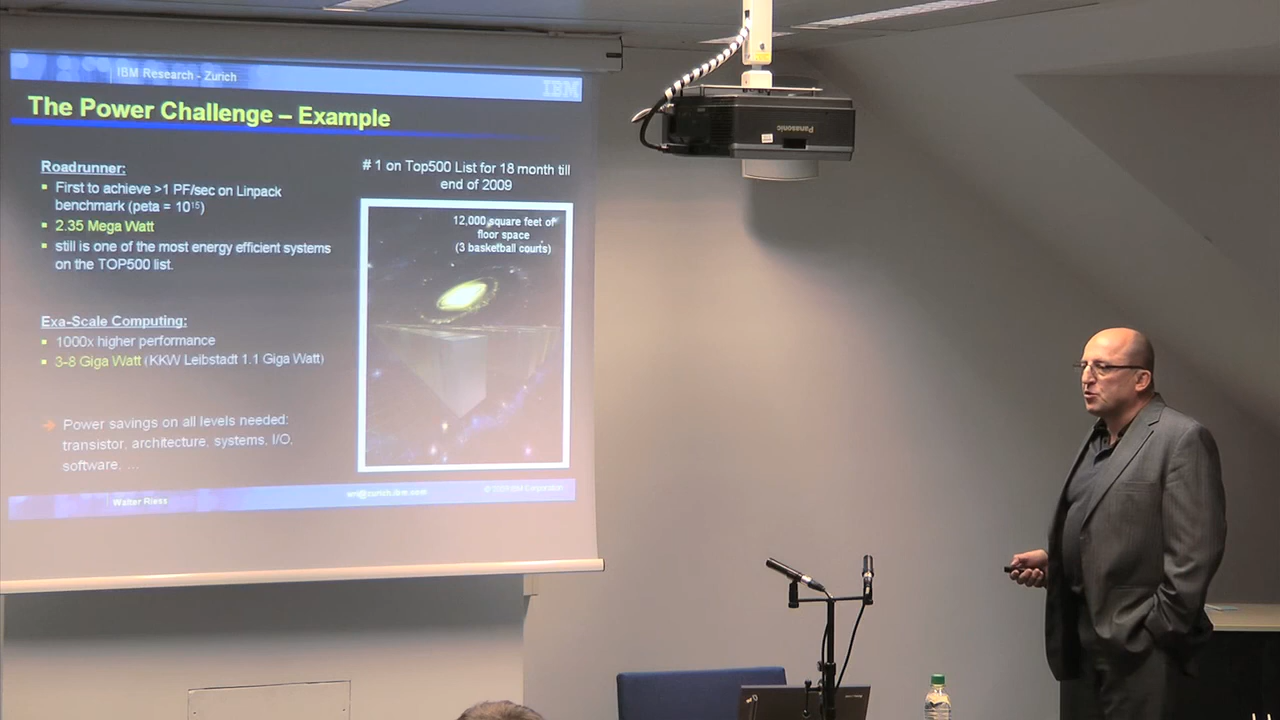 IBM Research - Zurich
IBM
The Power Challenge – Example
Roadrunner:
▪ First to achieve >1 PF/sec on Linpack
benchmark (peta = 10¹⁵)
▪ 2.35 Mega Watt
▪ still is one of the most energy efficient systems
on the TOP500 list.
Exa-Scale Computing:
▪ 1000x higher performance
▪ 3-8 Giga Watt (KKW Leibstadt 1.1 Giga Watt)
➔ Power savings on all levels needed:
transistor, architecture, systems, I/O,
software, ...
# 1 on Top500 List for 18 month till
end of 2009
12,000 square feet of
floor space
(3 basketball courts)
Walter Riess
© 2009 IBM Corporation
Panasonic